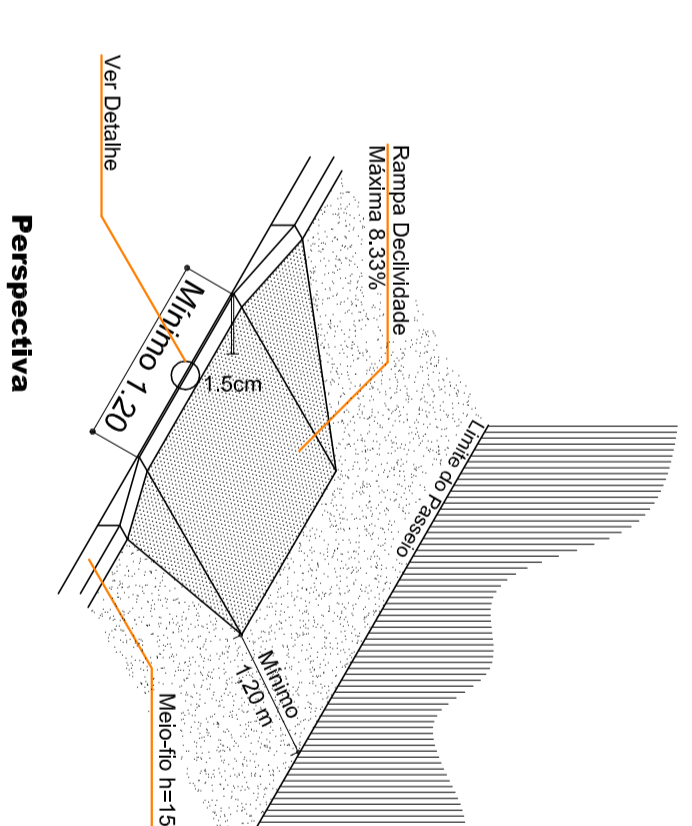 Ver Detalhe
Rampa Declividade
Máxima 8.33%
Mínimo 1.20
1.5cm
Limite do Passeio
Mínimo
1,20 m
Meio-fio h=15
Perspectiva